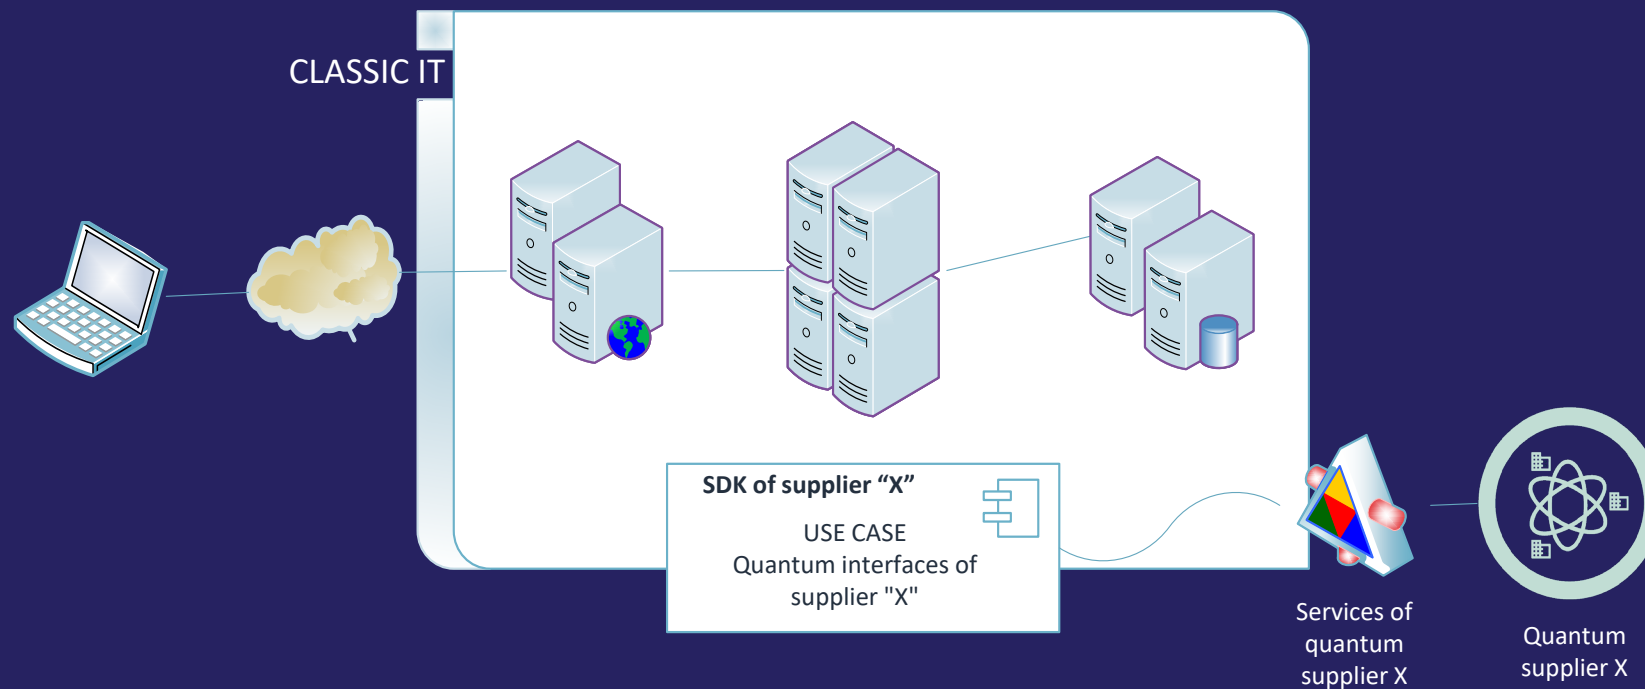 CLASSIC IT
SDK of supplier “X”
USE CASE
Quantum interfaces of
supplier "X"
Services of
quantum
supplier X
Quantum
supplier X